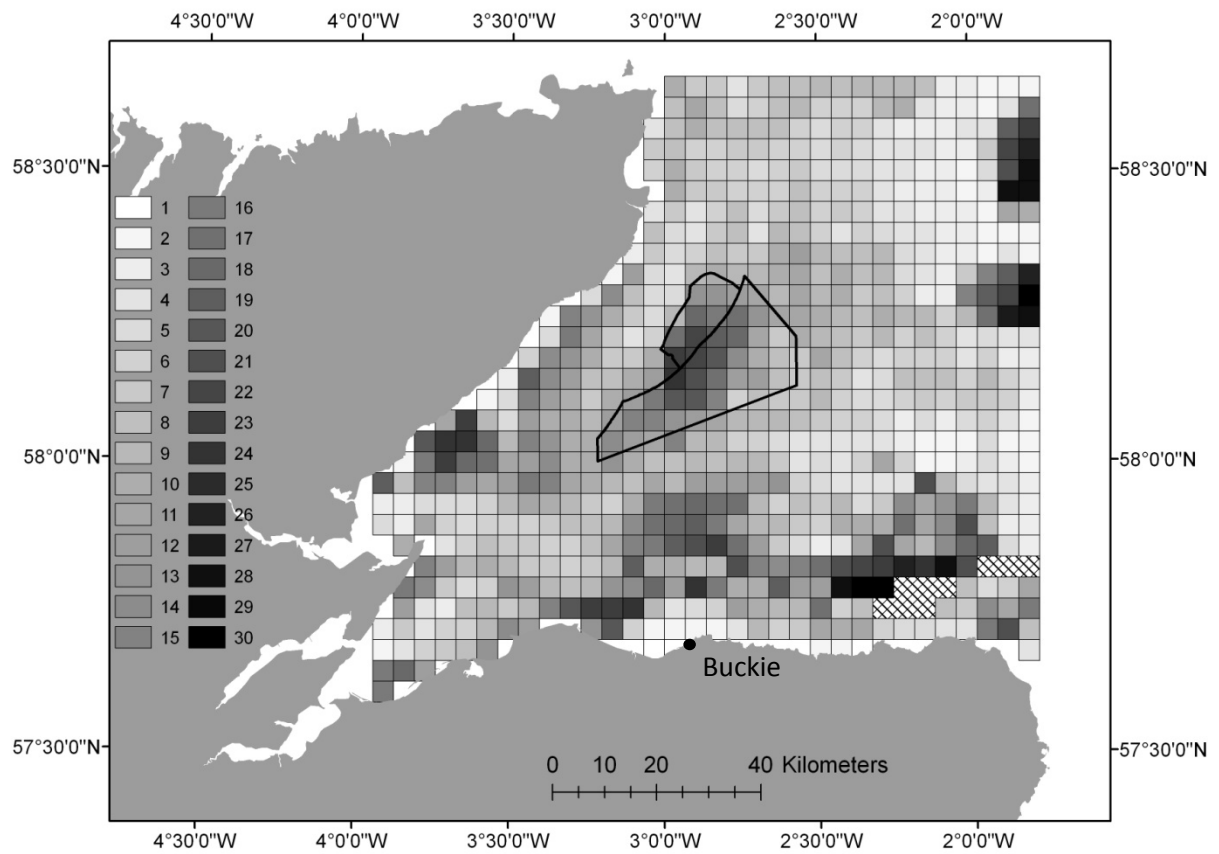 4°30'0"W 4°0'0"W 3°30'0"W 3°0'0"W 2°30'0"W 2°0'0"W
58°30'0"N 58°30'0"N
1 16
2 17
3 18
4 19
5 20
6 21
7 22
8 23
9 24
10 25
11 26
12 27
13 28
14 29
15 30
58°0'0"N 58°0'0"N
Buckie
57°30'0"N 57°30'0"N
0 10 20 40 Kilometers
4°30'0"W 4°0'0"W 3°30'0"W 3°0'0"W 2°30'0"W 2°0'0"W